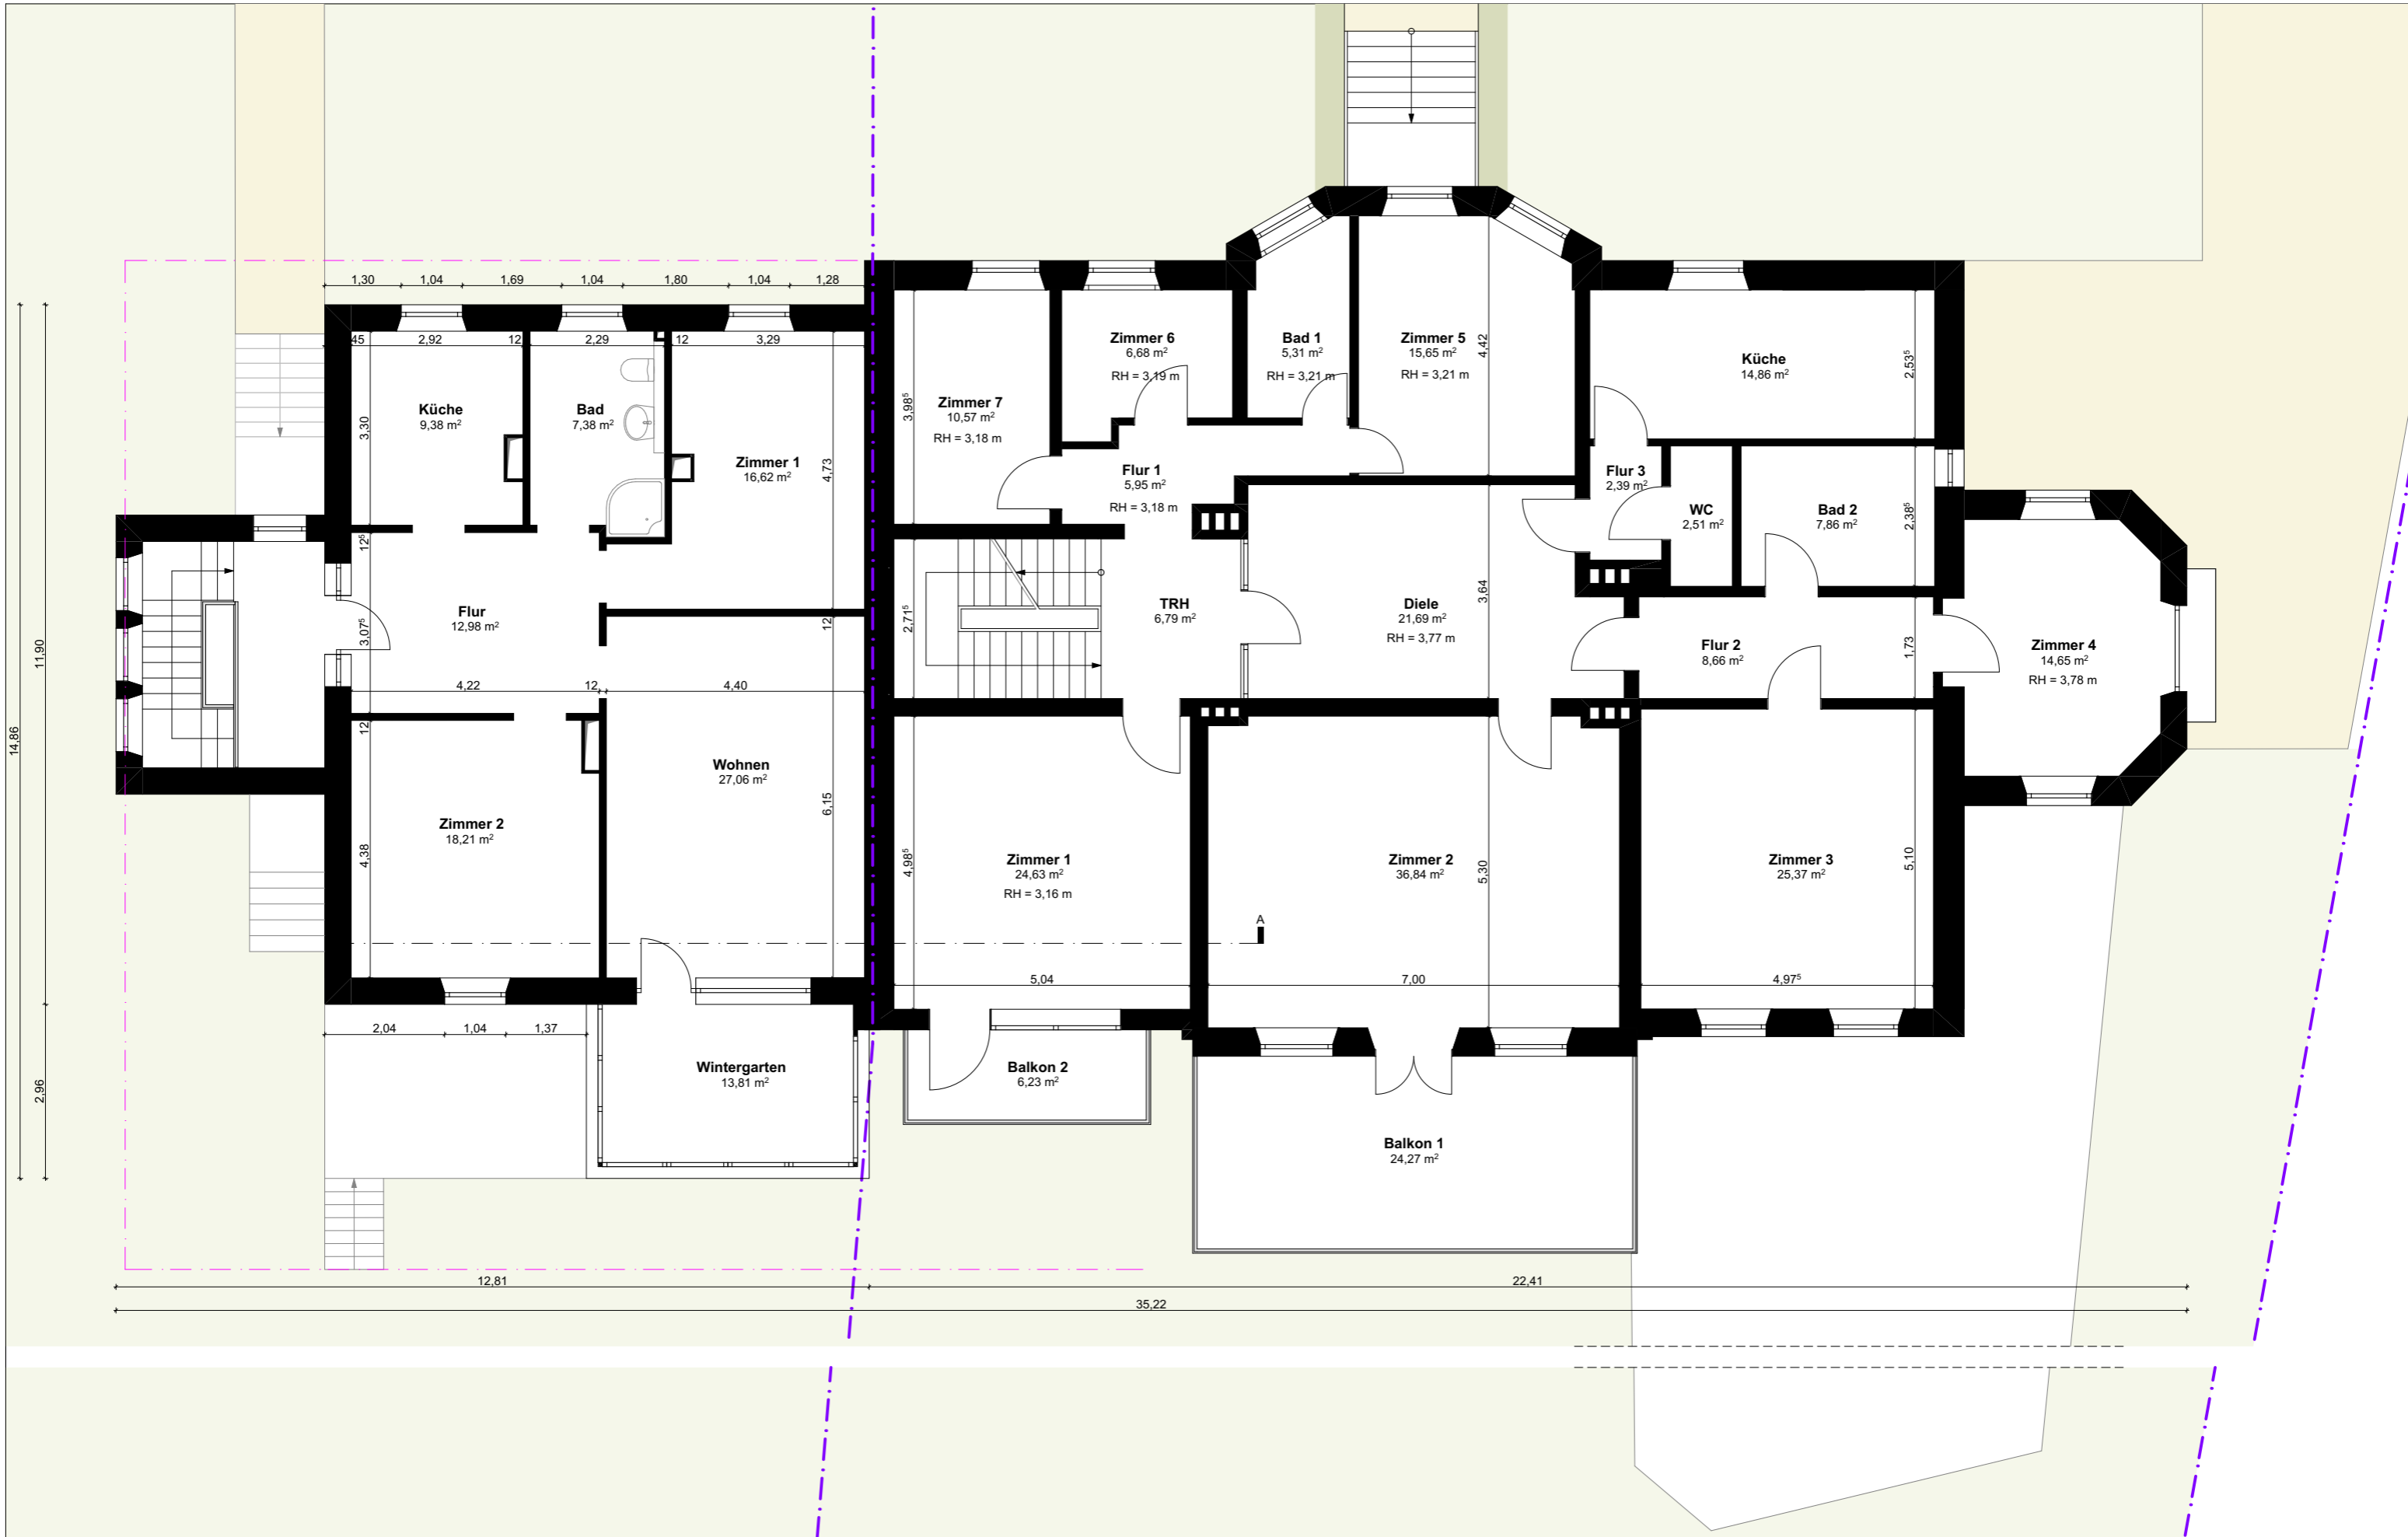 1,30 1,04 1,69 1,04 1,80 1,04 1,28
45 2,92 12 2,29 12 3,29
Küche
9,38 m²
3,30
Bad
7,38 m²
Zimmer 1
16,62 m²
4,73
12⁵
Flur
12,98 m²
3,07⁵
12
4,22 12 4,40
12
Zimmer 2
18,21 m²
4,38
Wohnen
27,06 m²
6,15
2,04 1,04 1,37
Wintergarten
13,81 m²
11,90
14,86
2,96
Zimmer 7
10,57 m²
RH = 3,18 m
3,98⁵
Zimmer 6
6,68 m²
RH = 3,19 m
Bad 1
5,31 m²
RH = 3,21 m
Zimmer 5
15,65 m²
RH = 3,21 m
4,42
Küche
14,86 m²
2,53⁵
Flur 1
5,95 m²
RH = 3,18 m
Flur 3
2,39 m²
WC
2,51 m²
Bad 2
7,86 m²
2,38⁵
2,71⁵
TRH
6,79 m²
Diele
21,69 m²
RH = 3,77 m
3,64
Flur 2
8,66 m²
1,73
Zimmer 4
14,65 m²
RH = 3,78 m
Zimmer 1
24,63 m²
RH = 3,16 m
4,98⁵
5,04
Zimmer 2
36,84 m²
5,30
7,00
A
Zimmer 3
25,37 m²
5,10
4,97⁵
Balkon 2
6,23 m²
Balkon 1
24,27 m²
12,81 22,41
35,22